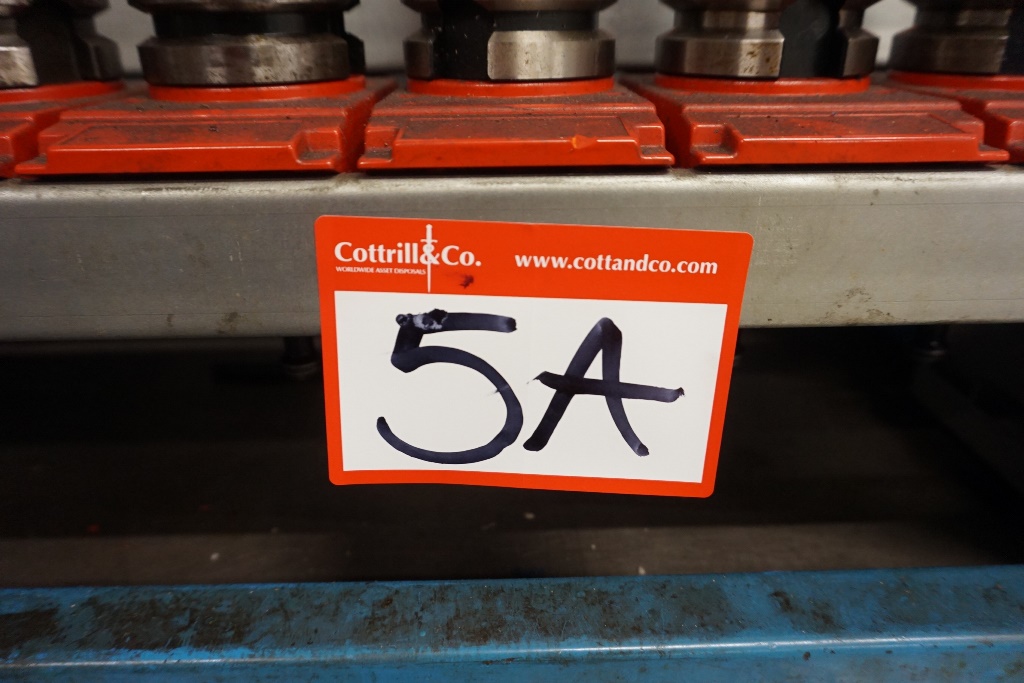 Cottrill&Co. www.cottandco.com
WORLDWIDE ASSET DISPOSALS
5A